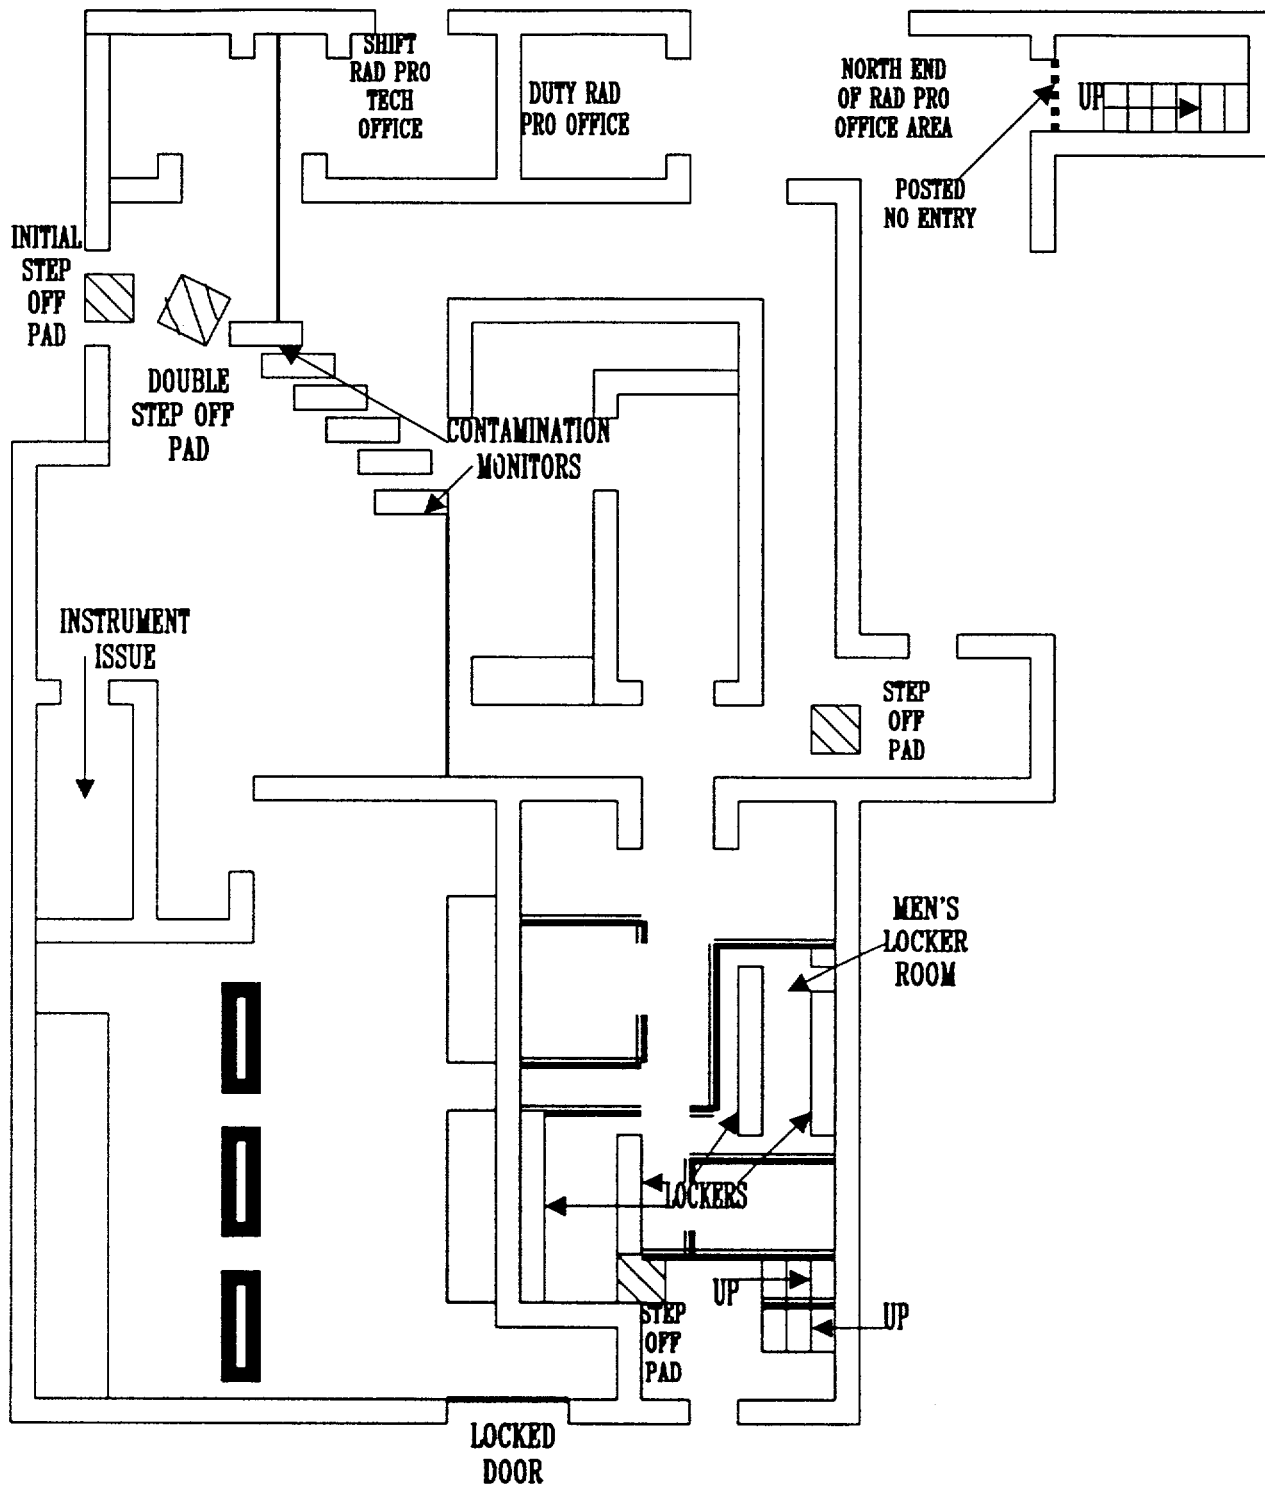 SHIFT
RAD PRO
TECH
OFFICE
DUTY RAD
PRO OFFICE
NORTH END
OF RAD PRO
OFFICE AREA
UP
POSTED
NO ENTRY
INITIAL
STEP
OFF
PAD
DOUBLE
STEP OFF
PAD
CONTAMINATION
MONITORS
INSTRUMENT
ISSUE
STEP
OFF
PAD
MEN'S
LOCKER
ROOM
LOCKERS
UP
UP
STEP
OFF
PAD
LOCKED
DOOR